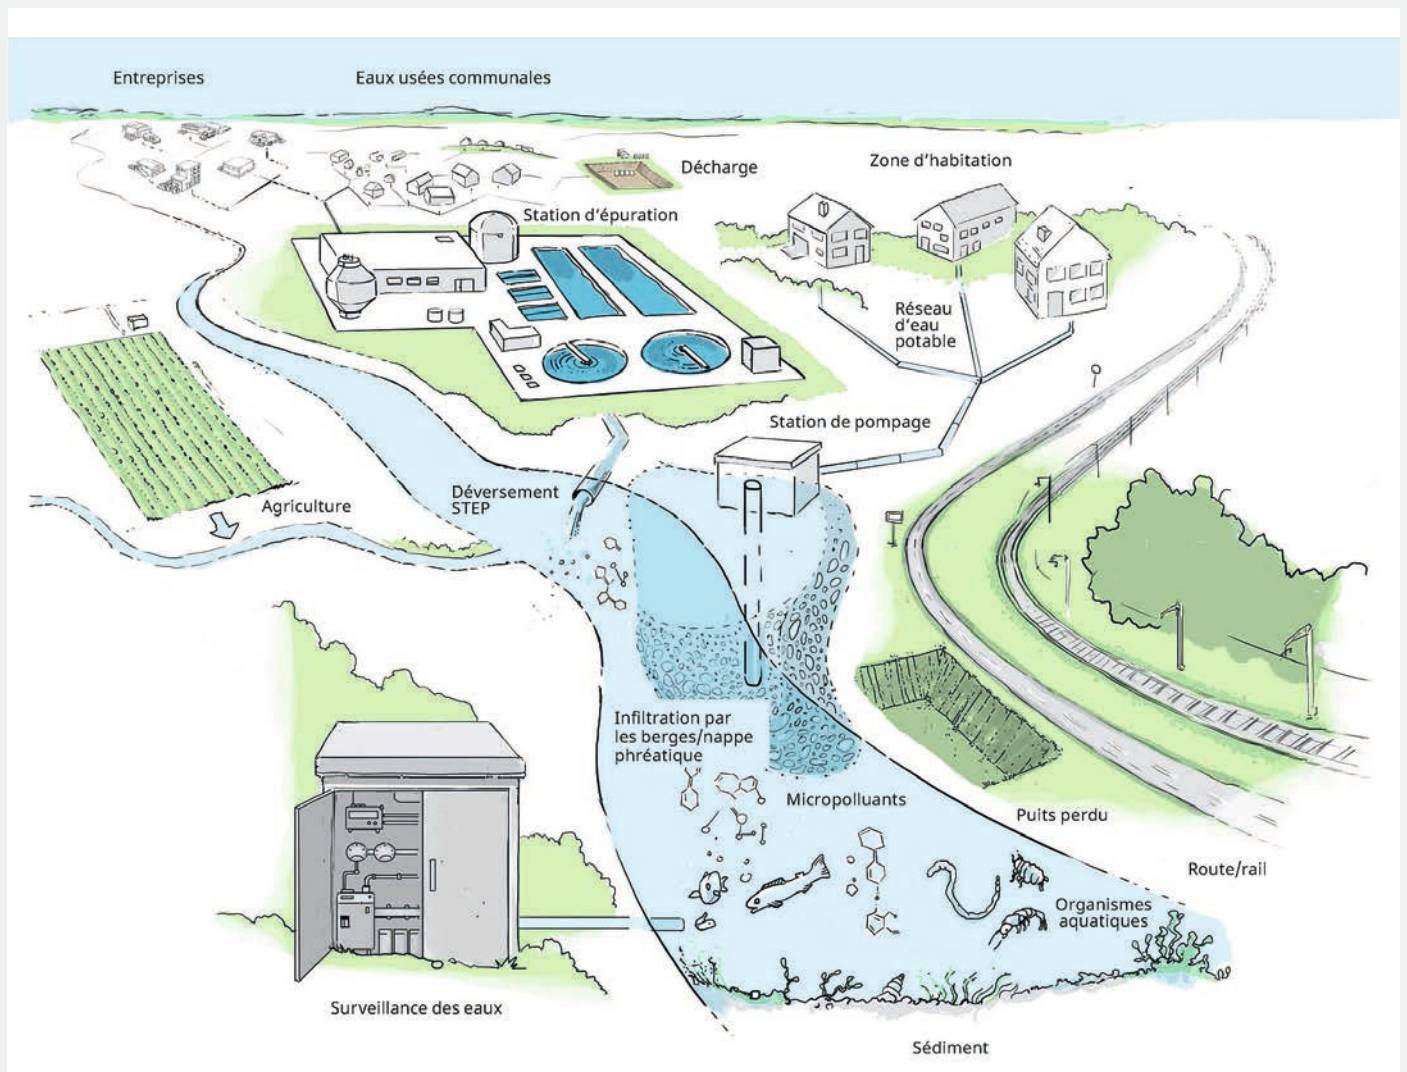 Entreprises
Eaux usées communales
Décharge
Zone d'habitation
Station d'épuration
Réseau
d'eau
potable
Station de pompage
Déversement
STEP
Agriculture
Infiltration par
les berges/nappe
phréatique
Micropolluants
Puits perdu
Route/rail
Organismes
aquatiques
Surveillance des eaux
Sédiment